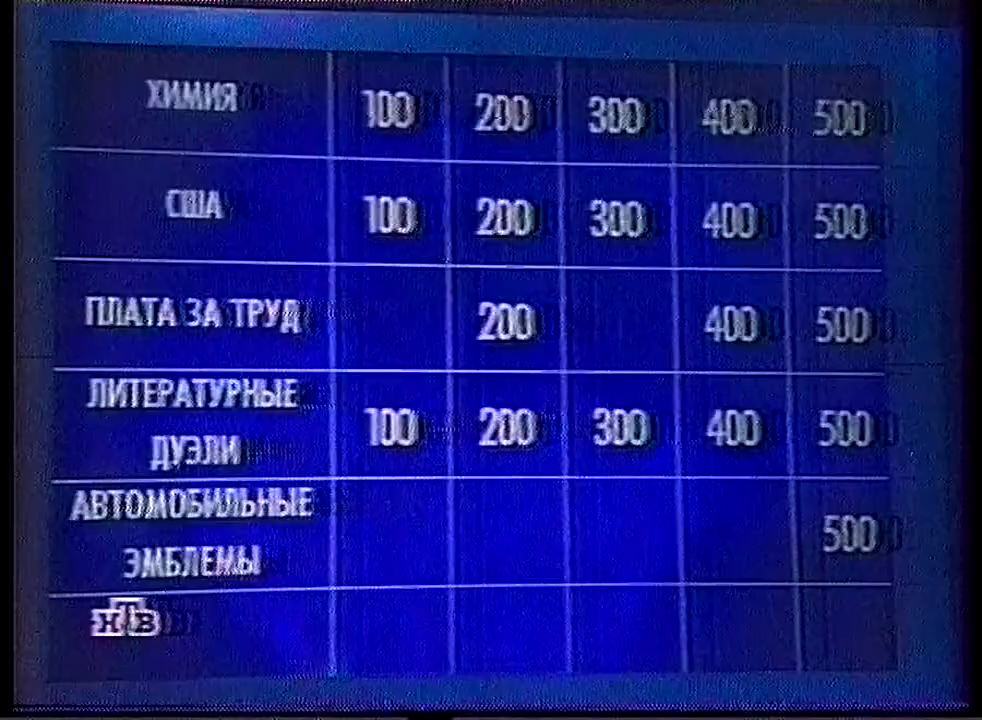 ХИМИЯ 100 200 300 400 500
США 100 200 300 400 500
ПЛАТА ЗА ТРУД 200 400 500
ЛИТЕРАТУРНЫЕ
ДУЭЛИ 100 200 300 400 500
АВТОМОБИЛЬНЫЕ
ЭМБЛЕМЫ 500
НТВ